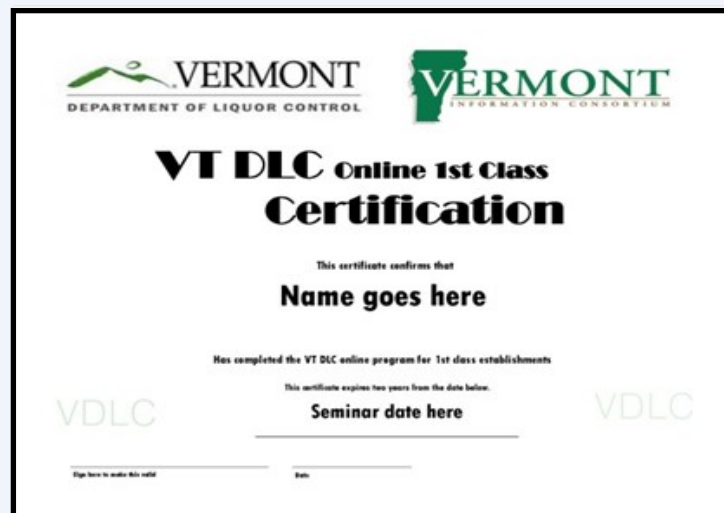 VERMONT
DEPARTMENT OF LIQUOR CONTROL
VERMONT
INFORMATION CONSORTIUM
VT DLC Online 1st Class
Certification
This certificate confirms that
Name goes here
Has completed the VT DLC online program for 1st class establishments
This certificate expires two years from the date below.
Seminar date here
VDLC
VDLC
Sign here to make this valid
Date